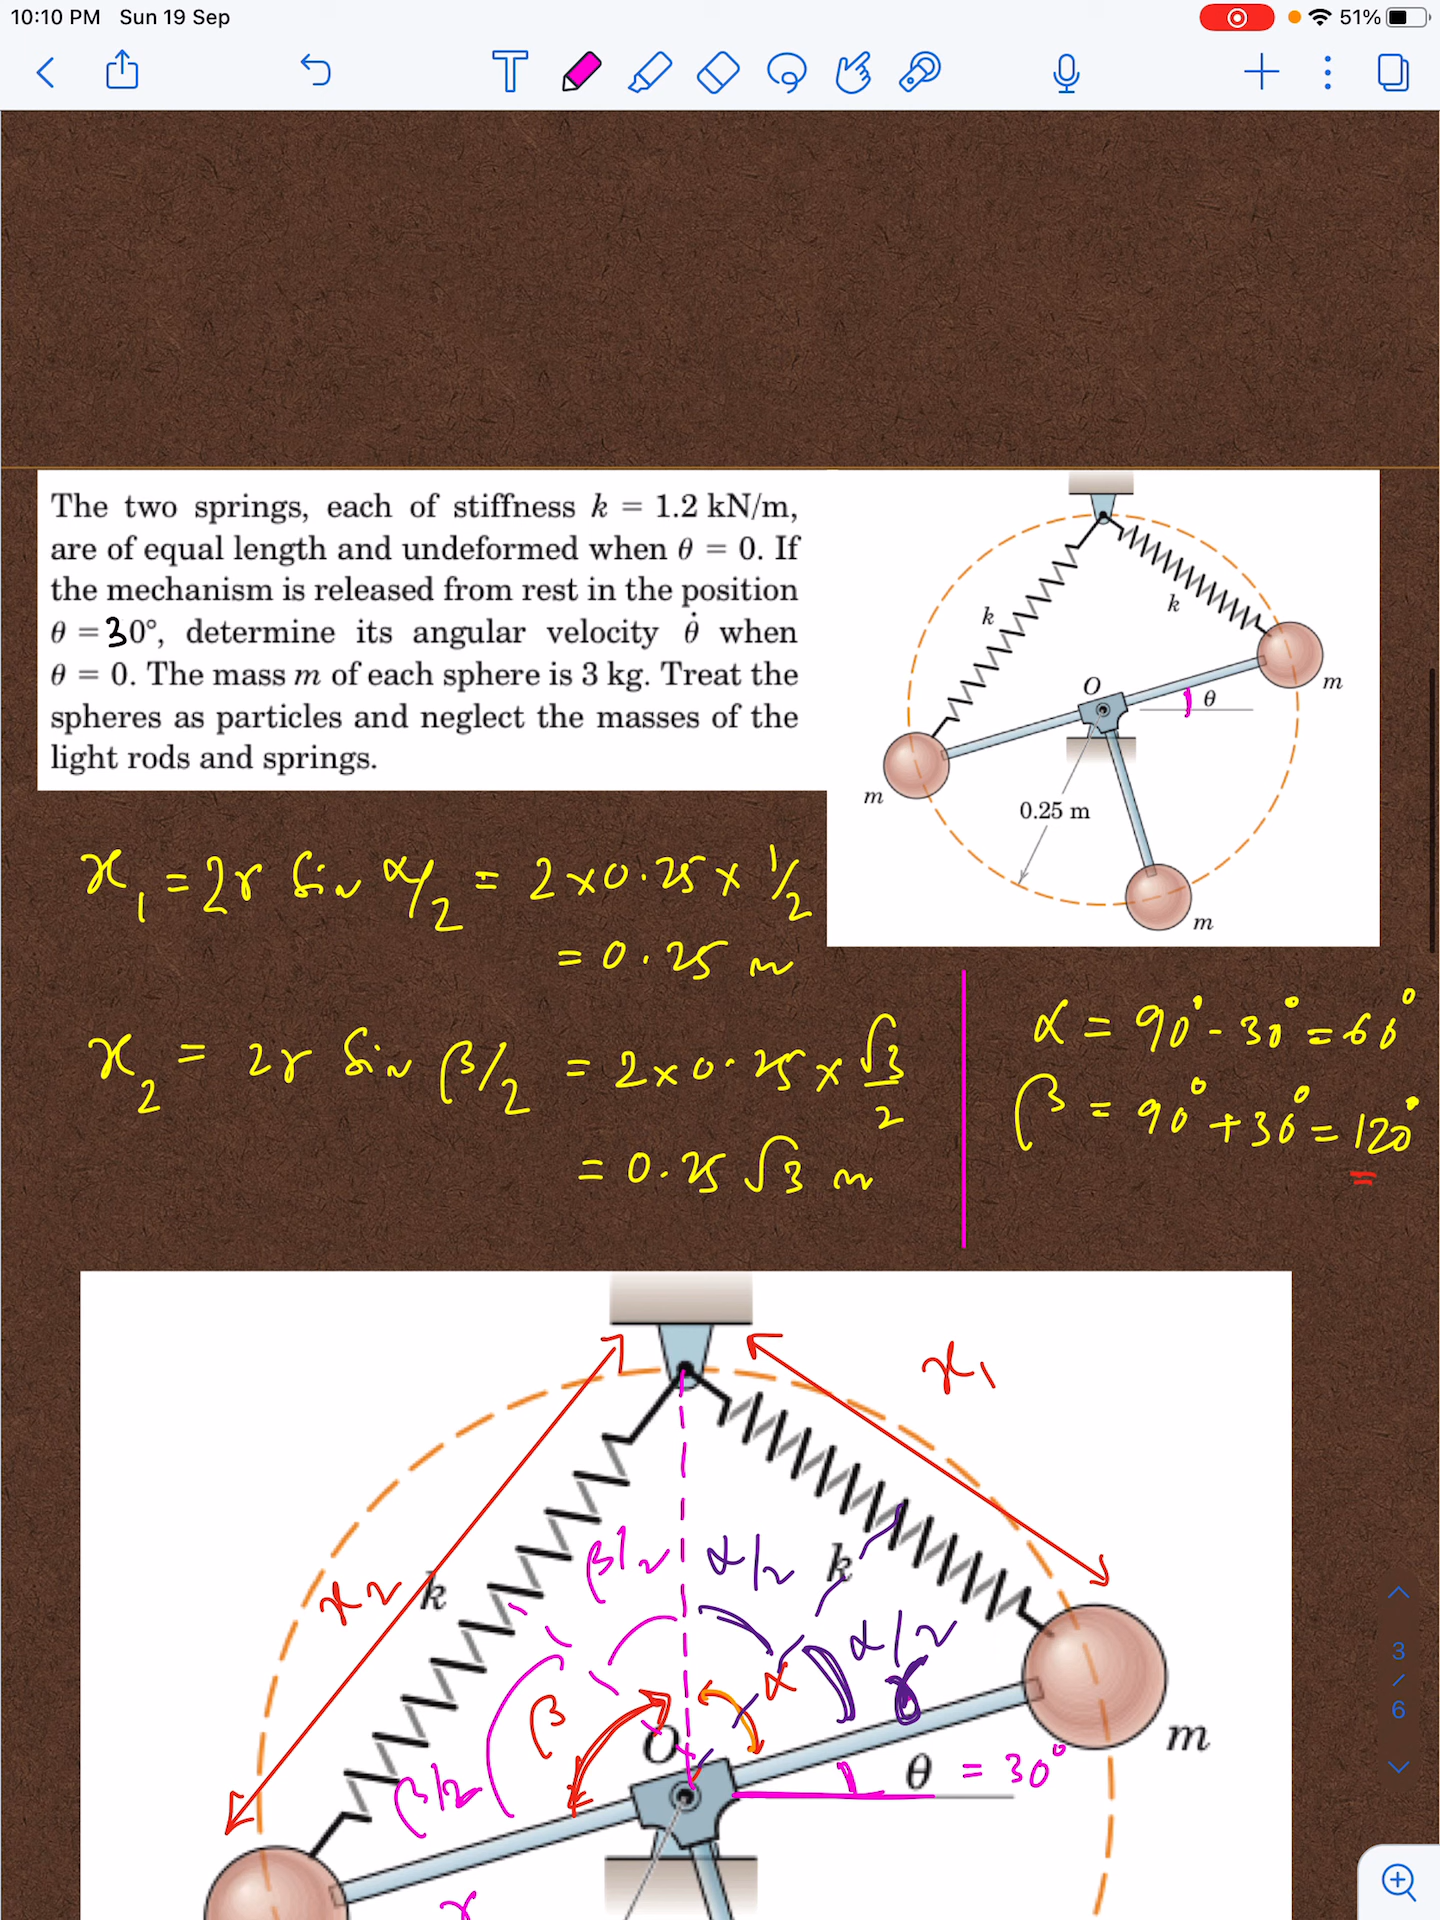 10:10 PM Sun 19 Sep
51%
The two springs, each of stiffness k = 1.2 kN/m,
are of equal length and undeformed when θ = 0. If
the mechanism is released from rest in the position
θ = 30°, determine its angular velocity θ̇ when
θ = 0. The mass m of each sphere is 3 kg. Treat the
spheres as particles and neglect the masses of the
light rods and springs.
k
k
O
θ
m
m
0.25 m
m
x₁ = 2r Sin α/2 = 2 × 0.25 × 1/2
= 0.25 m
x₂ = 2r Sin β/2 = 2 × 0.25 × √3/2
= 0.25 √3 m
α = 90° - 30° = 60°
β = 90° + 30° = 120°
x₁
β/2
α/2
k
x₂
k
α/2
α
r
β
O
m
θ = 30°
β/2
r
3
/
6